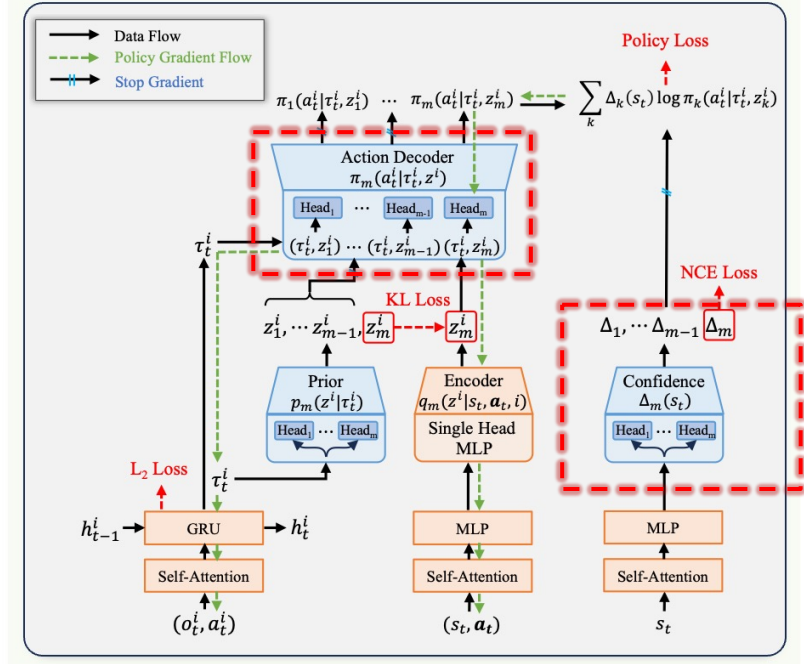 Data Flow
Policy Gradient Flow
Stop Gradient
Policy Loss
π₁(aₜⁱ|τₜⁱ, z₁ⁱ) ⋯ πₘ(aₜⁱ|τₜⁱ, zₘⁱ)
∑ₖ Δₖ(sₜ) log πₖ(aₜⁱ|τₜⁱ, zₖⁱ)
Action Decoder
πₘ(aₜⁱ|τₜⁱ, zⁱ)
Head₁ ⋯ Headₘ₋₁ Headₘ
τₜⁱ
(τₜⁱ, z₁ⁱ) ⋯ (τₜⁱ, zₘ₋₁ⁱ) (τₜⁱ, zₘⁱ)
NCE Loss
KL Loss
z₁ⁱ, ⋯ zₘ₋₁ⁱ, zₘⁱ
zₘⁱ
Δ₁, ⋯ Δₘ₋₁ Δₘ
Prior
pₘ(zⁱ|τₜⁱ)
Head₁ ⋯ Headₘ
Encoder
qₘ(zⁱ|sₜ, 𝒂ₜ, i)
Single Head
MLP
Confidence
Δₘ(sₜ)
Head₁ ⋯ Headₘ
L₂ Loss
τₜⁱ
hₜ₋₁ⁱ
GRU
hₜⁱ
MLP
MLP
Self-Attention
Self-Attention
Self-Attention
(oₜⁱ, aₜⁱ)
(sₜ, 𝒂ₜ)
sₜ